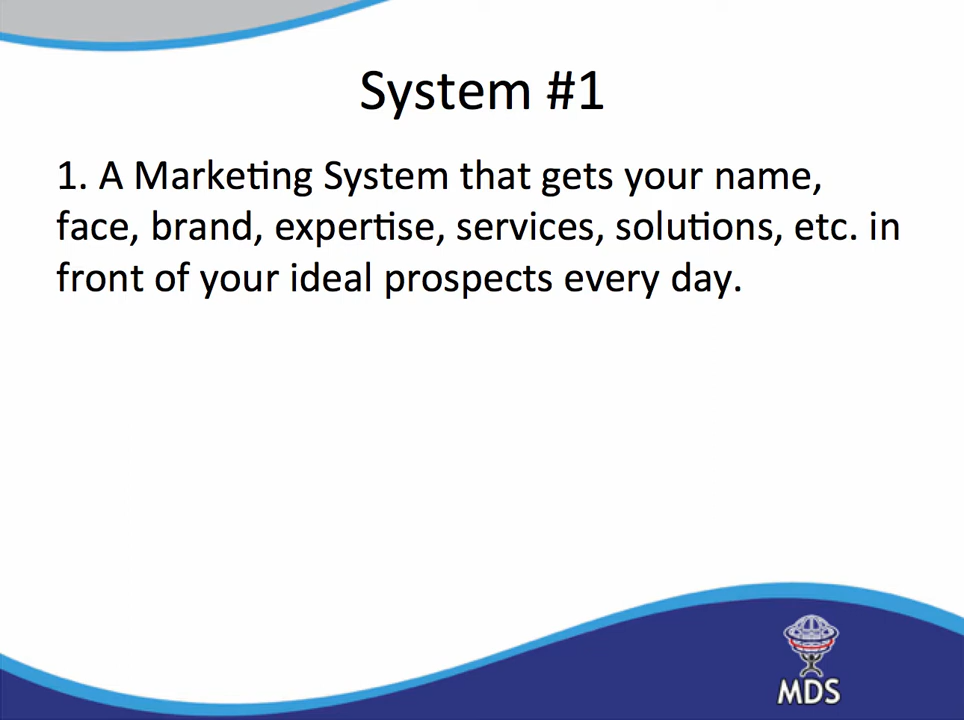 System #1
1. A Marketing System that gets your name,
face, brand, expertise, services, solutions, etc. in
front of your ideal prospects every day.
MDS